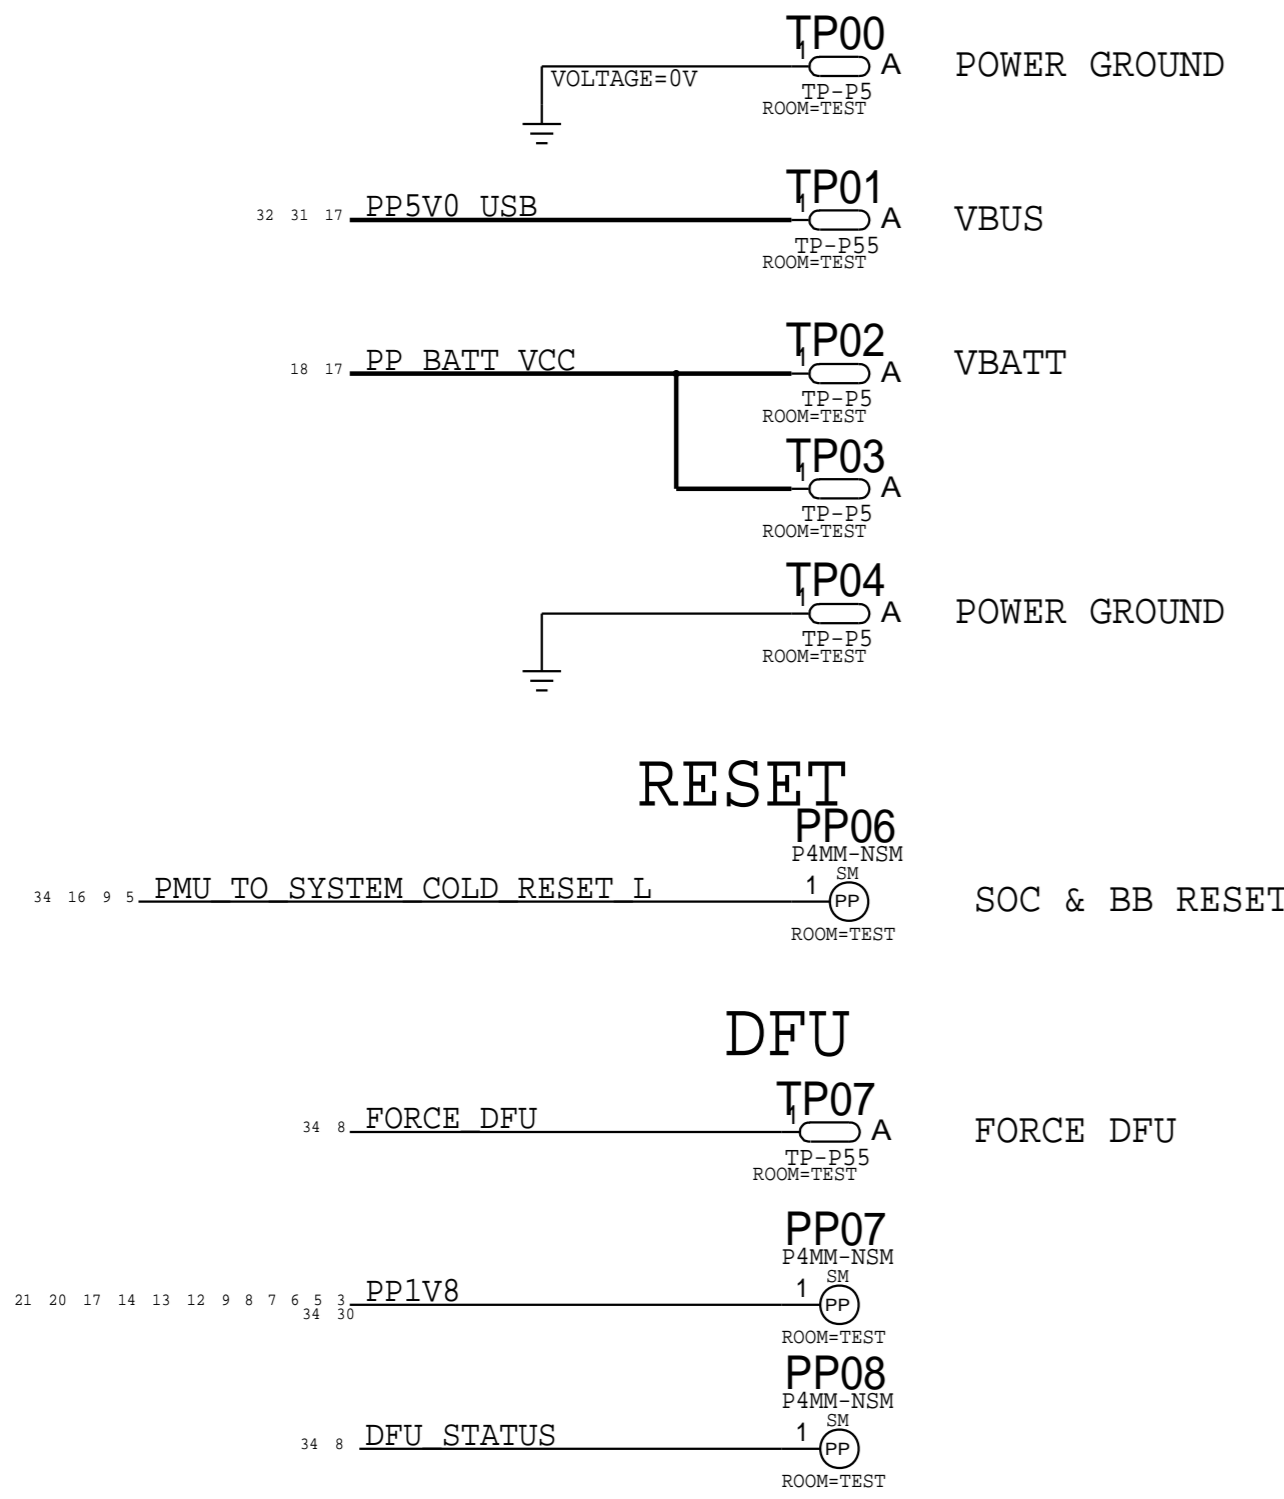 TP00
1
A
POWER GROUND
VOLTAGE=0V
TP-P5
ROOM=TEST
TP01
32 31 17
PP5V0_USB
1
A
VBUS
TP-P55
ROOM=TEST
TP02
18 17
PP_BATT_VCC
1
A
VBATT
TP-P5
ROOM=TEST
TP03
1
A
TP-P5
ROOM=TEST
TP04
1
A
POWER GROUND
TP-P5
ROOM=TEST
RESET
PP06
P4MM-NSM
SM
34 16 9 5
PMU_TO_SYSTEM_COLD_RESET_L
1
PP
SOC & BB RESET
ROOM=TEST
DFU
TP07
34 8
FORCE_DFU
1
A
FORCE DFU
TP-P55
ROOM=TEST
PP07
P4MM-NSM
SM
21 20 17 14 13 12 9 8 7 6 5 3
34 30
PP1V8
1
PP
ROOM=TEST
PP08
P4MM-NSM
SM
34 8
DFU_STATUS
1
PP
ROOM=TEST